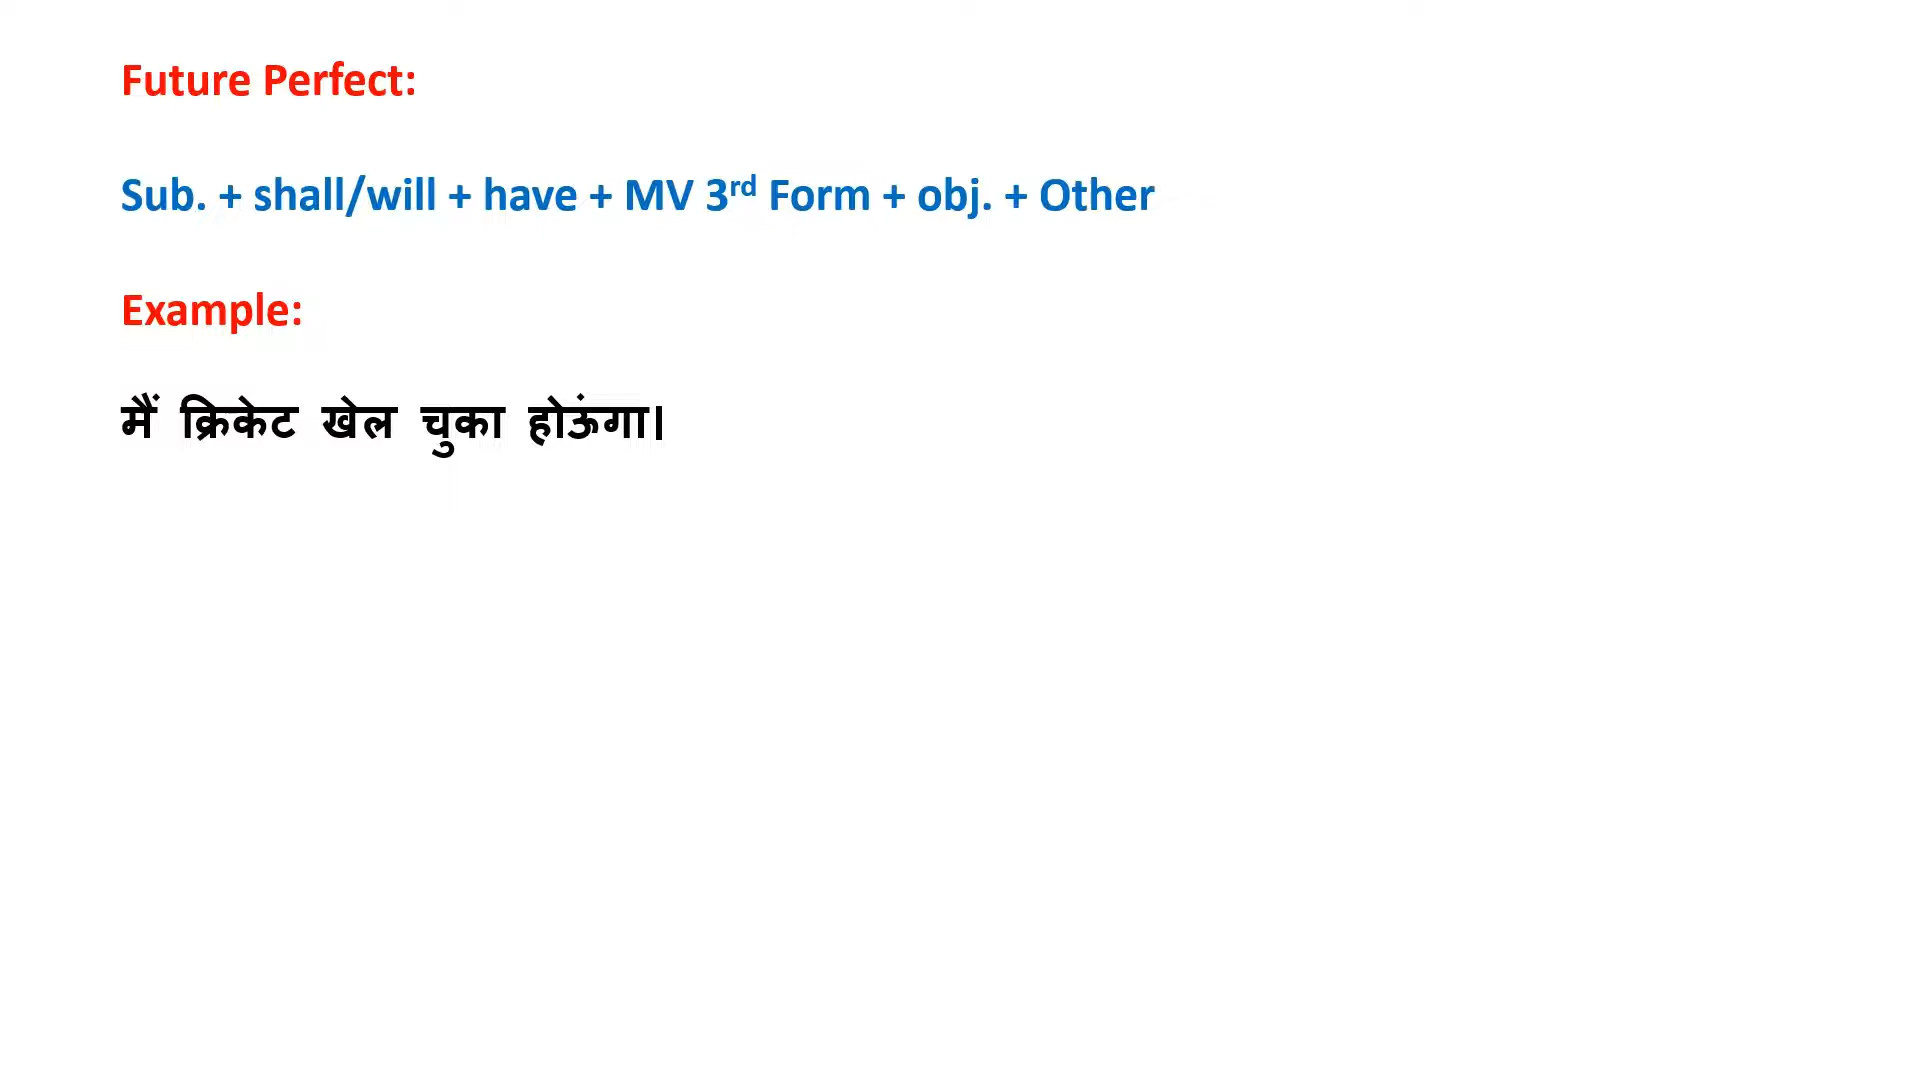 Future Perfect:
Sub. + shall/will + have + MV 3rd Form + obj. + Other
Example:
मैं क्रिकेट खेल चुका होऊंगा।